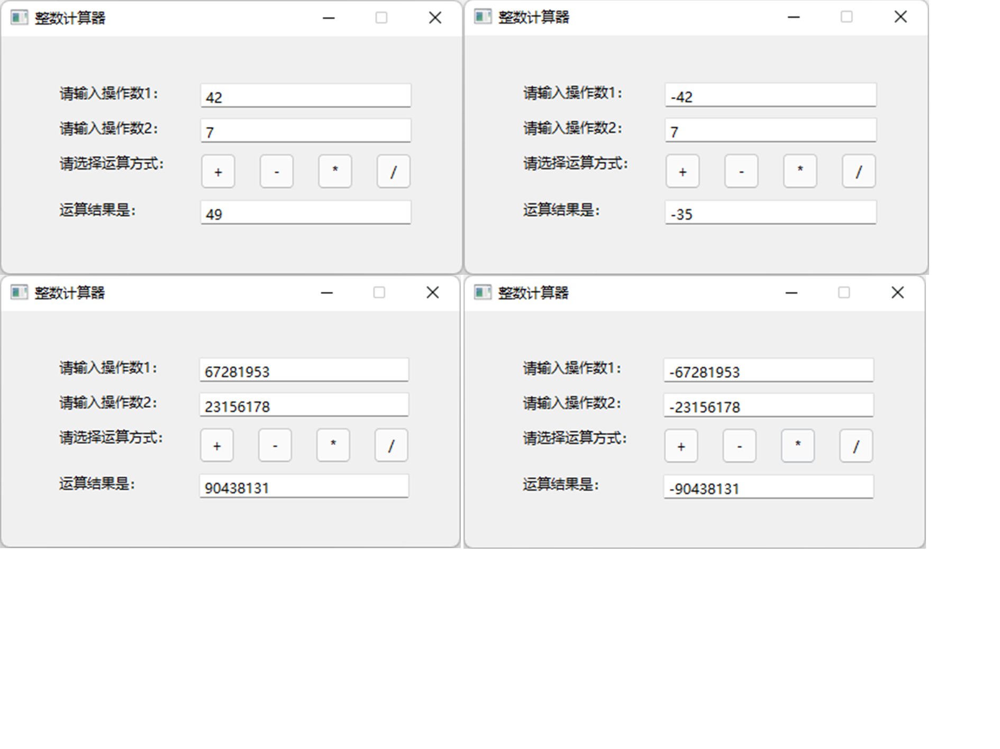 整数计算器
请输入操作数1： 42
请输入操作数2： 7
请选择运算方式： + - * /
运算结果是： 49
整数计算器
请输入操作数1： -42
请输入操作数2： 7
请选择运算方式： + - * /
运算结果是： -35
整数计算器
请输入操作数1： 67281953
请输入操作数2： 23156178
请选择运算方式： + - * /
运算结果是： 90438131
整数计算器
请输入操作数1： -67281953
请输入操作数2： -23156178
请选择运算方式： + - * /
运算结果是： -90438131